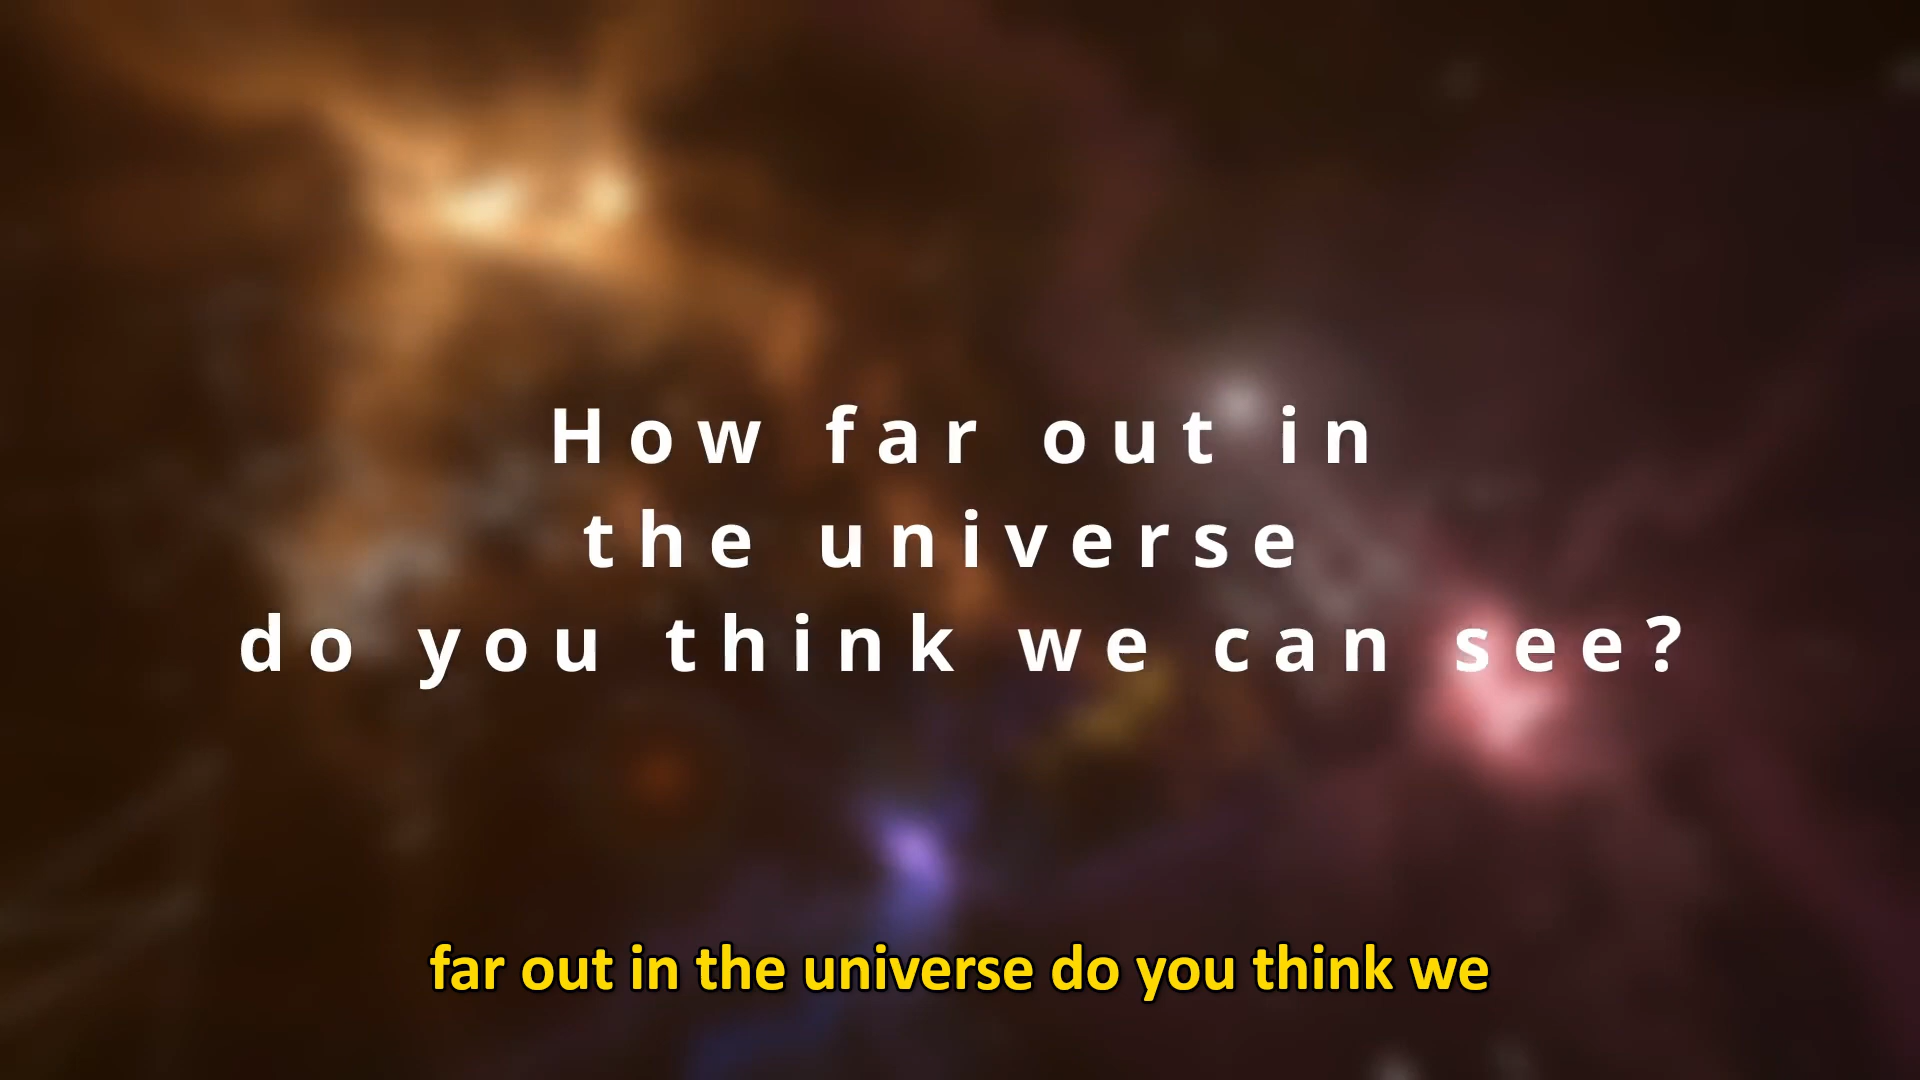 How far out in
the universe
do you think we can see?
far out in the universe do you think we